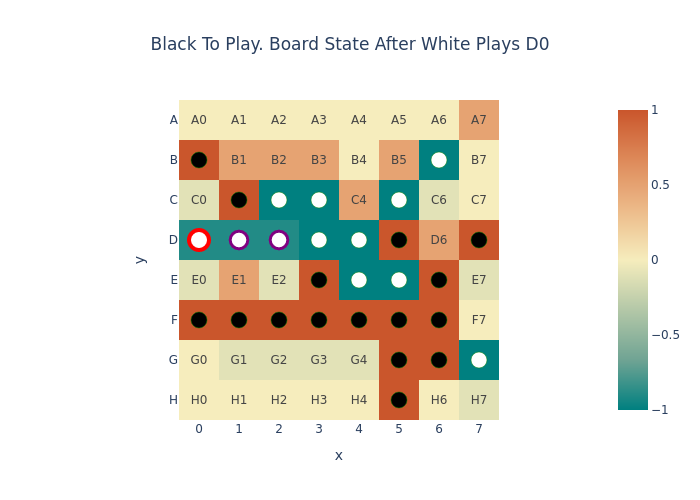 Black To Play. Board State After White Plays D0
A A0 A1 A2 A3 A4 A5 A6 A7
B B1 B2 B3 B4 B5 B7
C C0 C4 C6 C7
D D6
E E0 E1 E2 E7
F F7
G G0 G1 G2 G3 G4
H H0 H1 H2 H3 H4 H6 H7
0 1 2 3 4 5 6 7
x
y
1
0.5
0
−0.5
−1